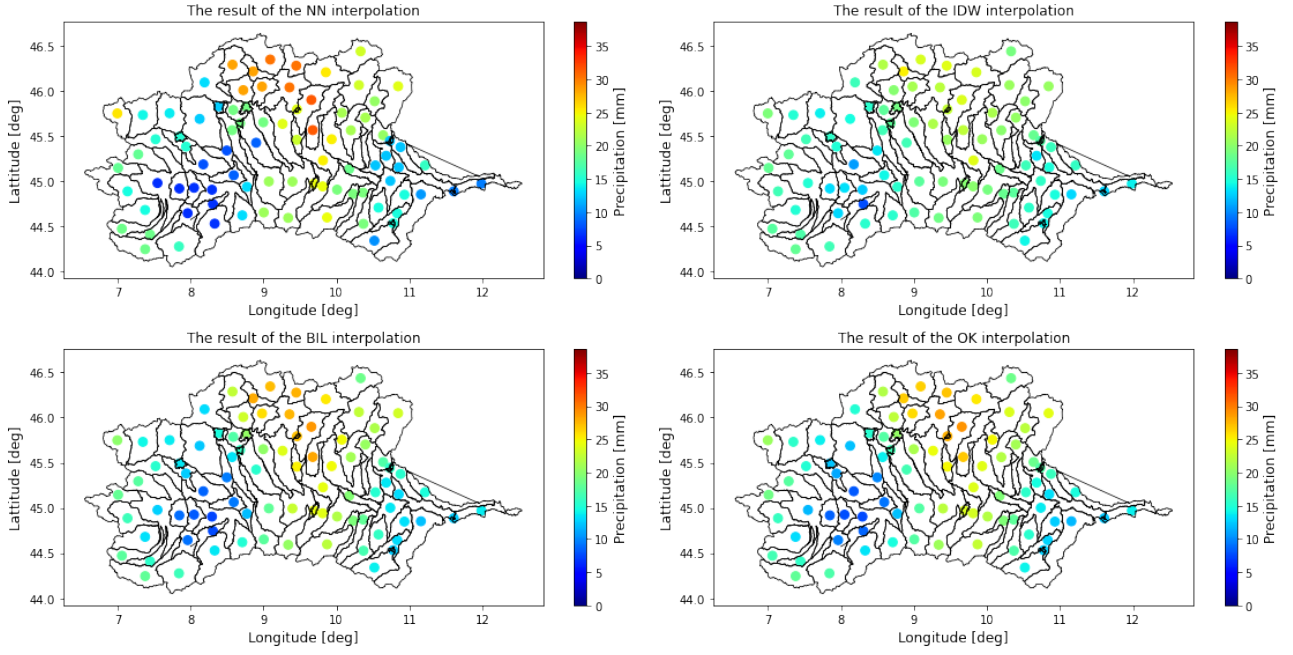 The result of the NN interpolation
Lattitude [deg]
46.5
46.0
45.5
45.0
44.5
44.0
7 8 9 10 11 12
Longitude [deg]
35
30
25
20
15
10
5
0
Precipitation [mm]
The result of the IDW interpolation
Lattitude [deg]
46.5
46.0
45.5
45.0
44.5
44.0
7 8 9 10 11 12
Longitude [deg]
35
30
25
20
15
10
5
0
Precipitation [mm]
The result of the BIL interpolation
Lattitude [deg]
46.5
46.0
45.5
45.0
44.5
44.0
7 8 9 10 11 12
Longitude [deg]
35
30
25
20
15
10
5
0
Precipitation [mm]
The result of the OK interpolation
Lattitude [deg]
46.5
46.0
45.5
45.0
44.5
44.0
7 8 9 10 11 12
Longitude [deg]
35
30
25
20
15
10
5
0
Precipitation [mm]